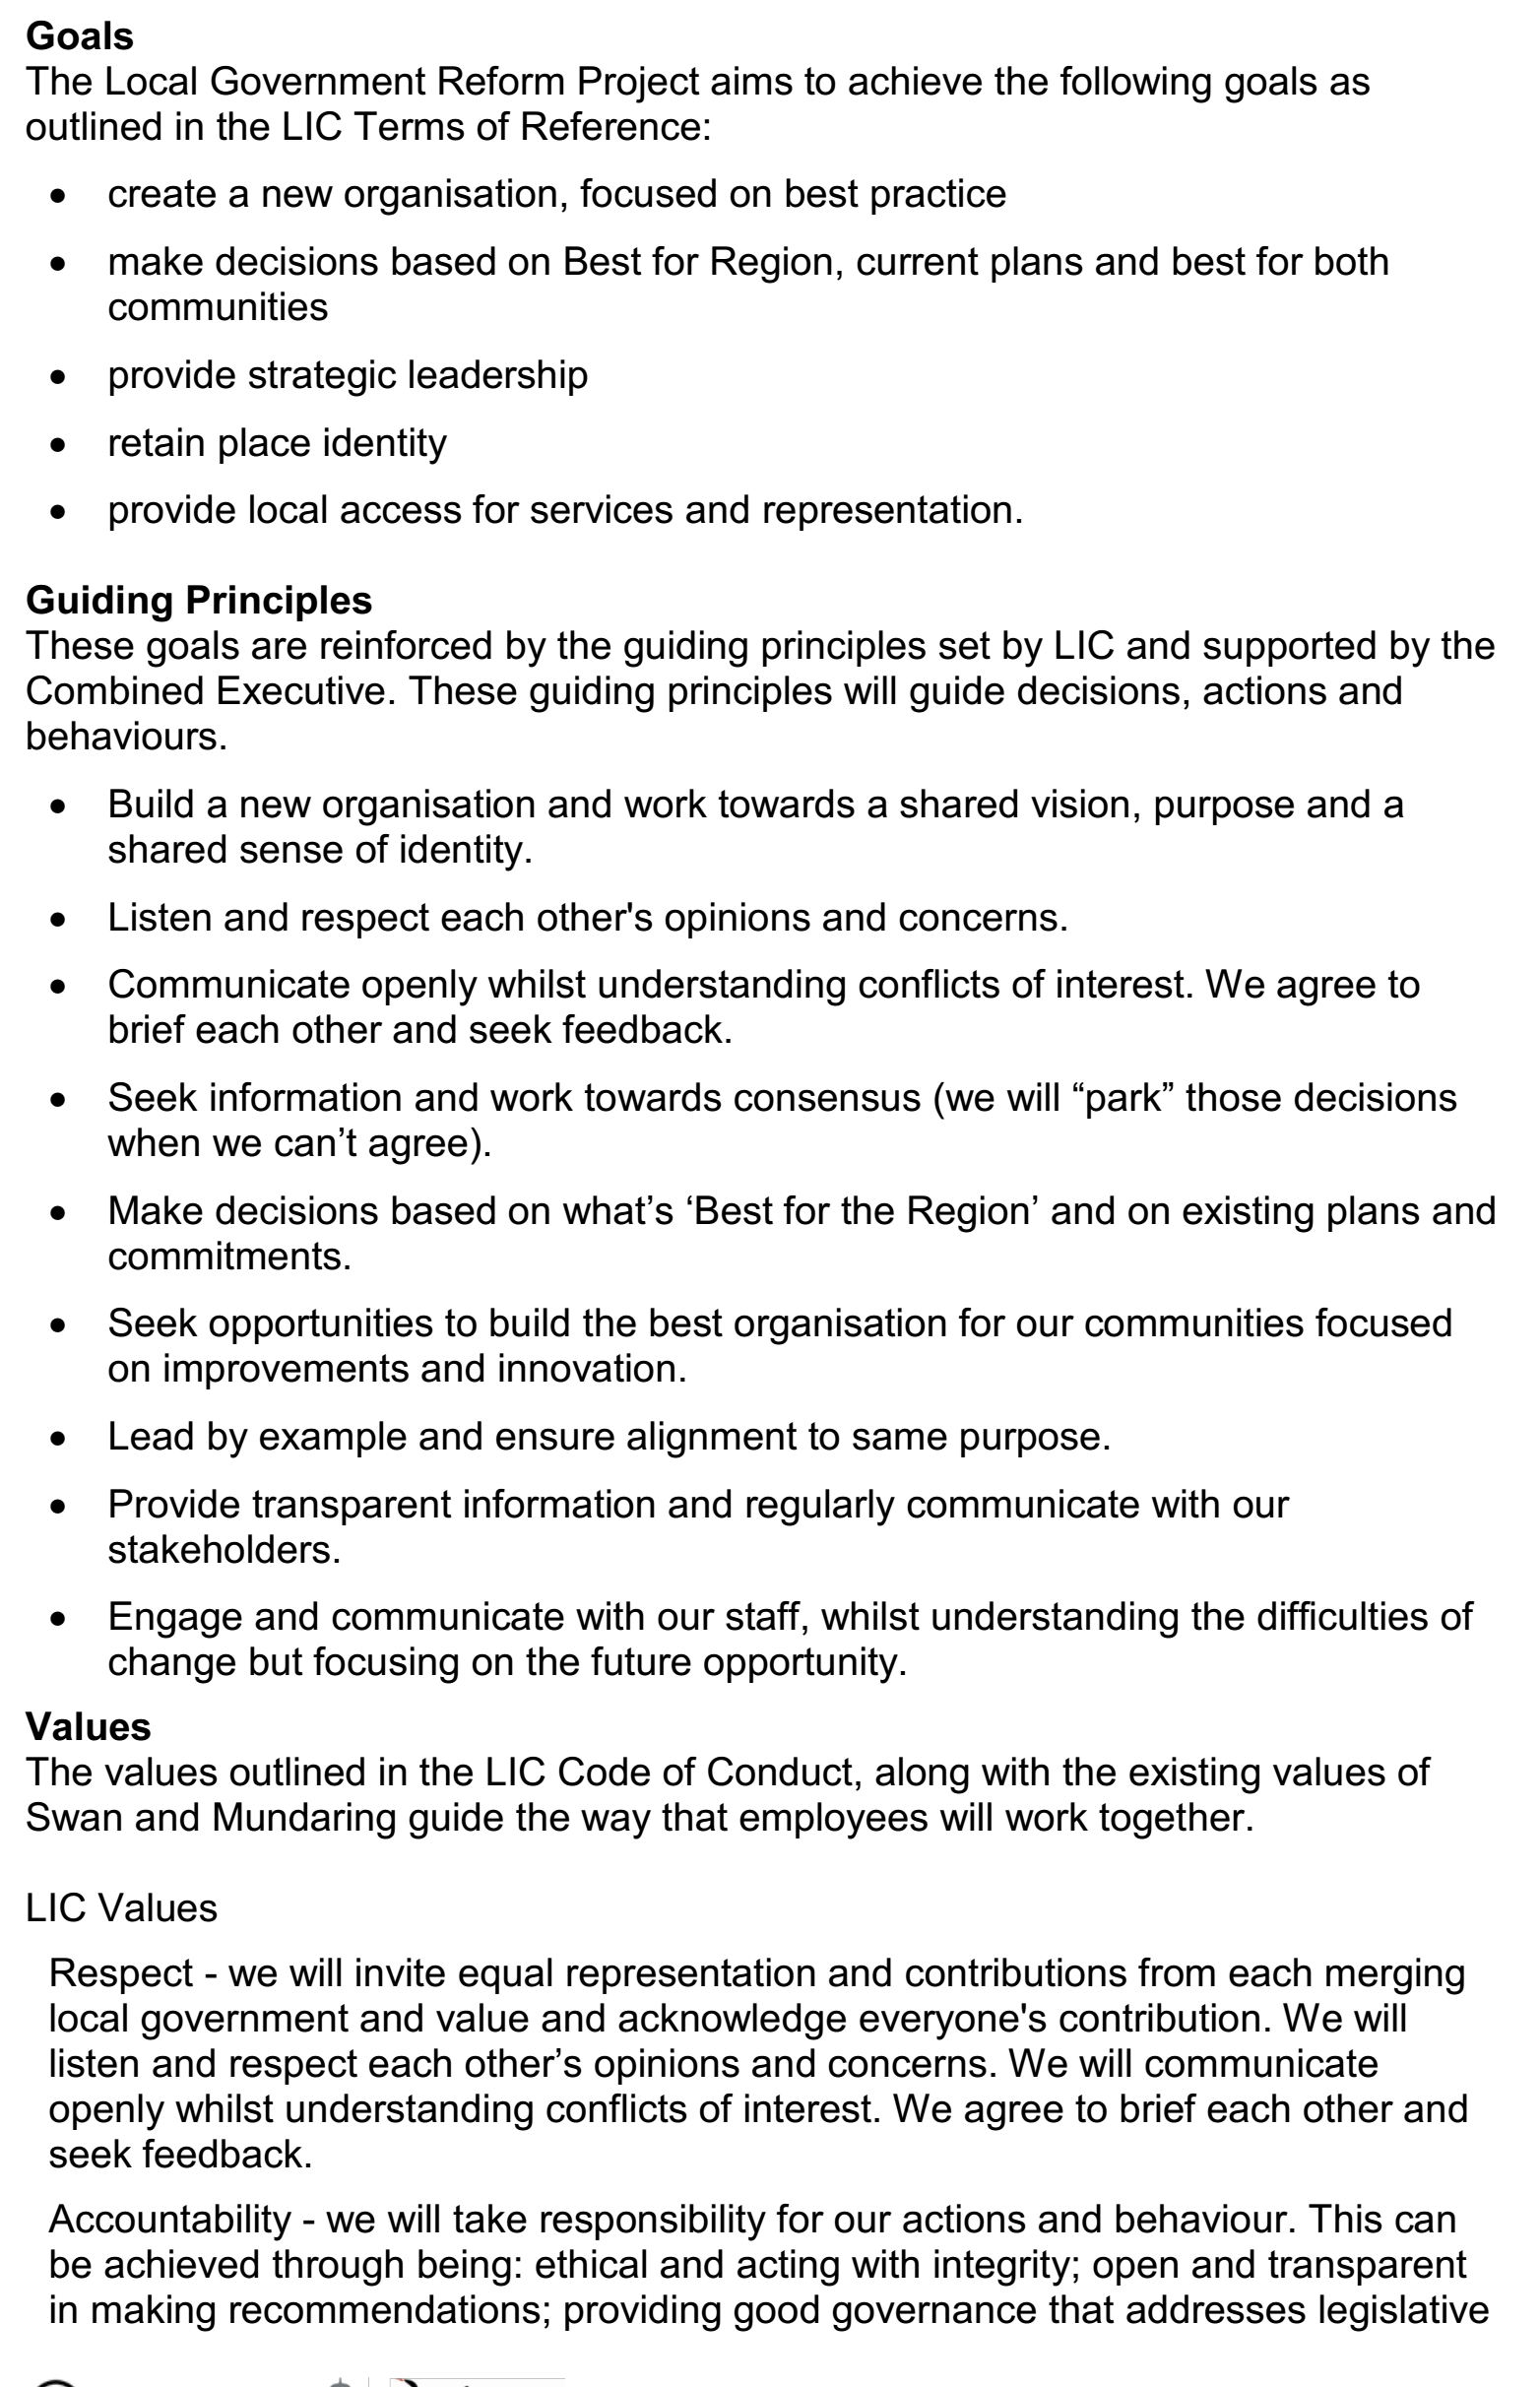 Goals
The Local Government Reform Project aims to achieve the following goals as
outlined in the LIC Terms of Reference:
• create a new organisation, focused on best practice
• make decisions based on Best for Region, current plans and best for both
communities
• provide strategic leadership
• retain place identity
• provide local access for services and representation.
Guiding Principles
These goals are reinforced by the guiding principles set by LIC and supported by the
Combined Executive. These guiding principles will guide decisions, actions and
behaviours.
• Build a new organisation and work towards a shared vision, purpose and a
shared sense of identity.
• Listen and respect each other's opinions and concerns.
• Communicate openly whilst understanding conflicts of interest. We agree to
brief each other and seek feedback.
• Seek information and work towards consensus (we will “park” those decisions
when we can’t agree).
• Make decisions based on what’s ‘Best for the Region’ and on existing plans and
commitments.
• Seek opportunities to build the best organisation for our communities focused
on improvements and innovation.
• Lead by example and ensure alignment to same purpose.
• Provide transparent information and regularly communicate with our
stakeholders.
• Engage and communicate with our staff, whilst understanding the difficulties of
change but focusing on the future opportunity.
Values
The values outlined in the LIC Code of Conduct, along with the existing values of
Swan and Mundaring guide the way that employees will work together.
LIC Values
Respect - we will invite equal representation and contributions from each merging
local government and value and acknowledge everyone's contribution. We will
listen and respect each other’s opinions and concerns. We will communicate
openly whilst understanding conflicts of interest. We agree to brief each other and
seek feedback.
Accountability - we will take responsibility for our actions and behaviour. This can
be achieved through being: ethical and acting with integrity; open and transparent
in making recommendations; providing good governance that addresses legislative